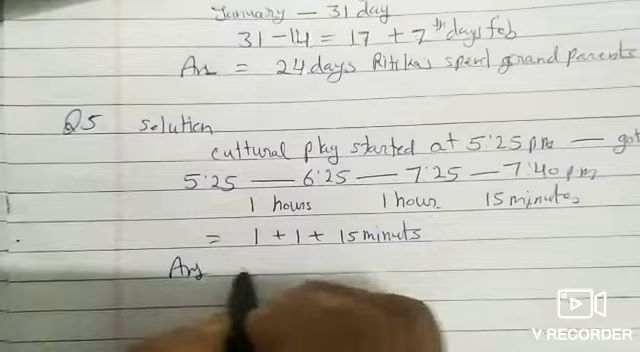 January — 31 day
31 - 14 = 17 + 7th days feb
Ans = 24 days Ritika's spent grand parents
Q5 solution
cultural play started at 5:25 pm — got
5:25 — 6:25 — 7:25 — 7:40 pm
1 hours 1 hour. 15 minutes
= 1 + 1 + 15 minuts
Ans
V RECORDER